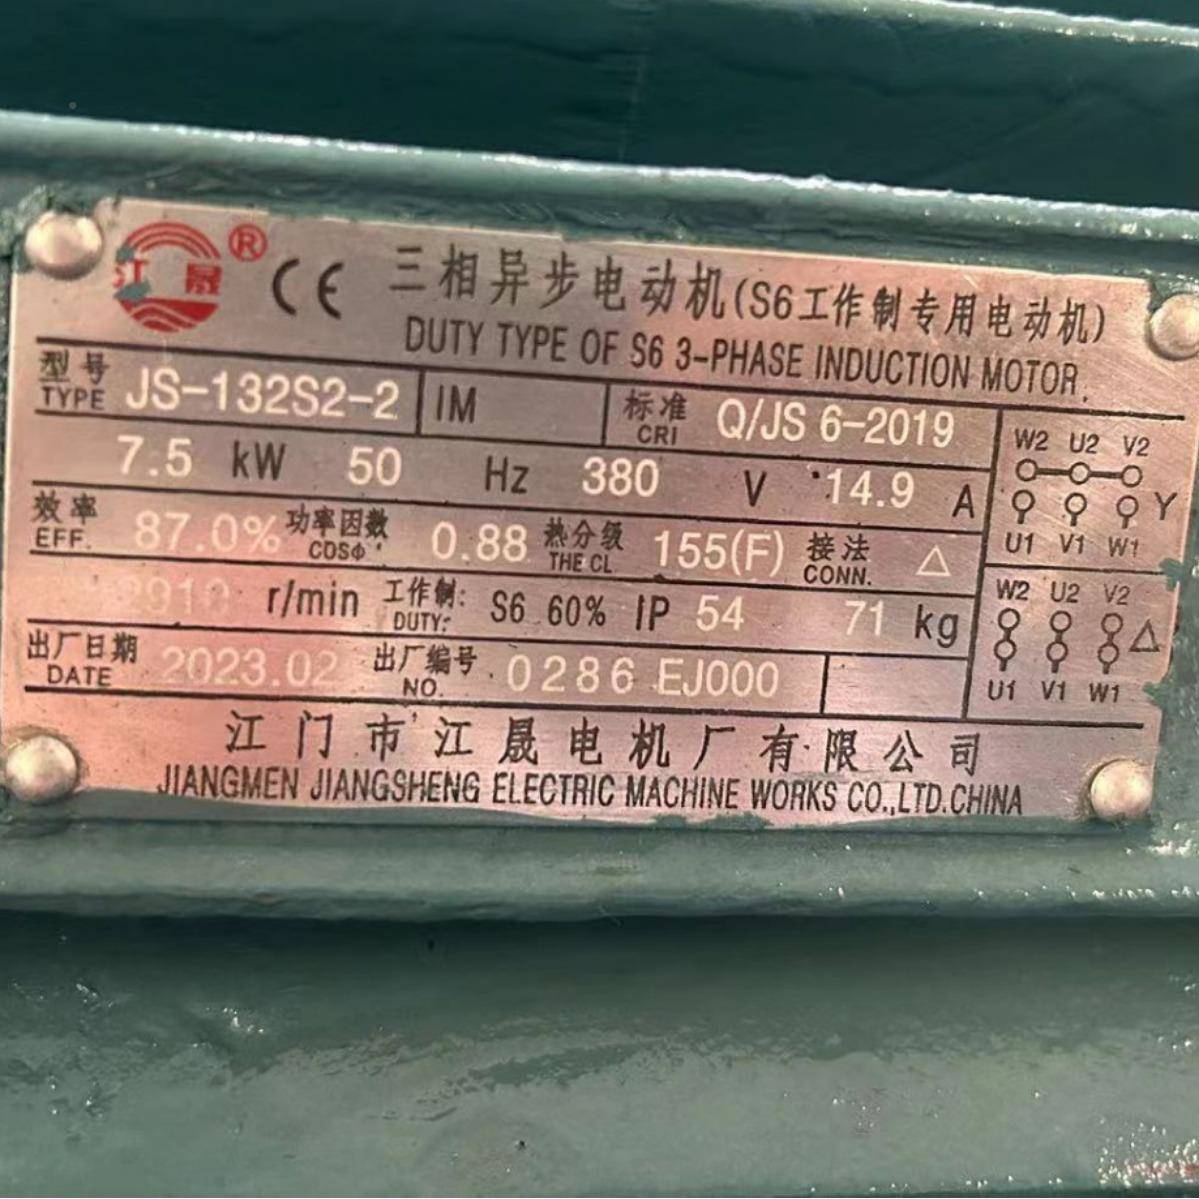 江晟® CE 三相异步电动机(S6工作制专用电动机)
DUTY TYPE OF S6 3-PHASE INDUCTION MOTOR.
型号 TYPE JS-132S2-2 IM 标准 CRI Q/JS 6-2019
7.5 kW 50 Hz 380 V 14.9 A
效率 EFF. 87.0% 功率因数 COSΦ 0.88 热分级 THE CL 155(F) 接法 CONN. △
2910 r/min 工作制: DUTY: S6 60% IP 54 71 kg
出厂日期 DATE 2023.02 出厂编号 NO. 0286 EJ000
W2 U2 V2
Y
U1 V1 W1
W2 U2 V2
△
U1 V1 W1
江门市江晟电机厂有限公司
JIANGMEN JIANGSHENG ELECTRIC MACHINE WORKS CO.,LTD.CHINA